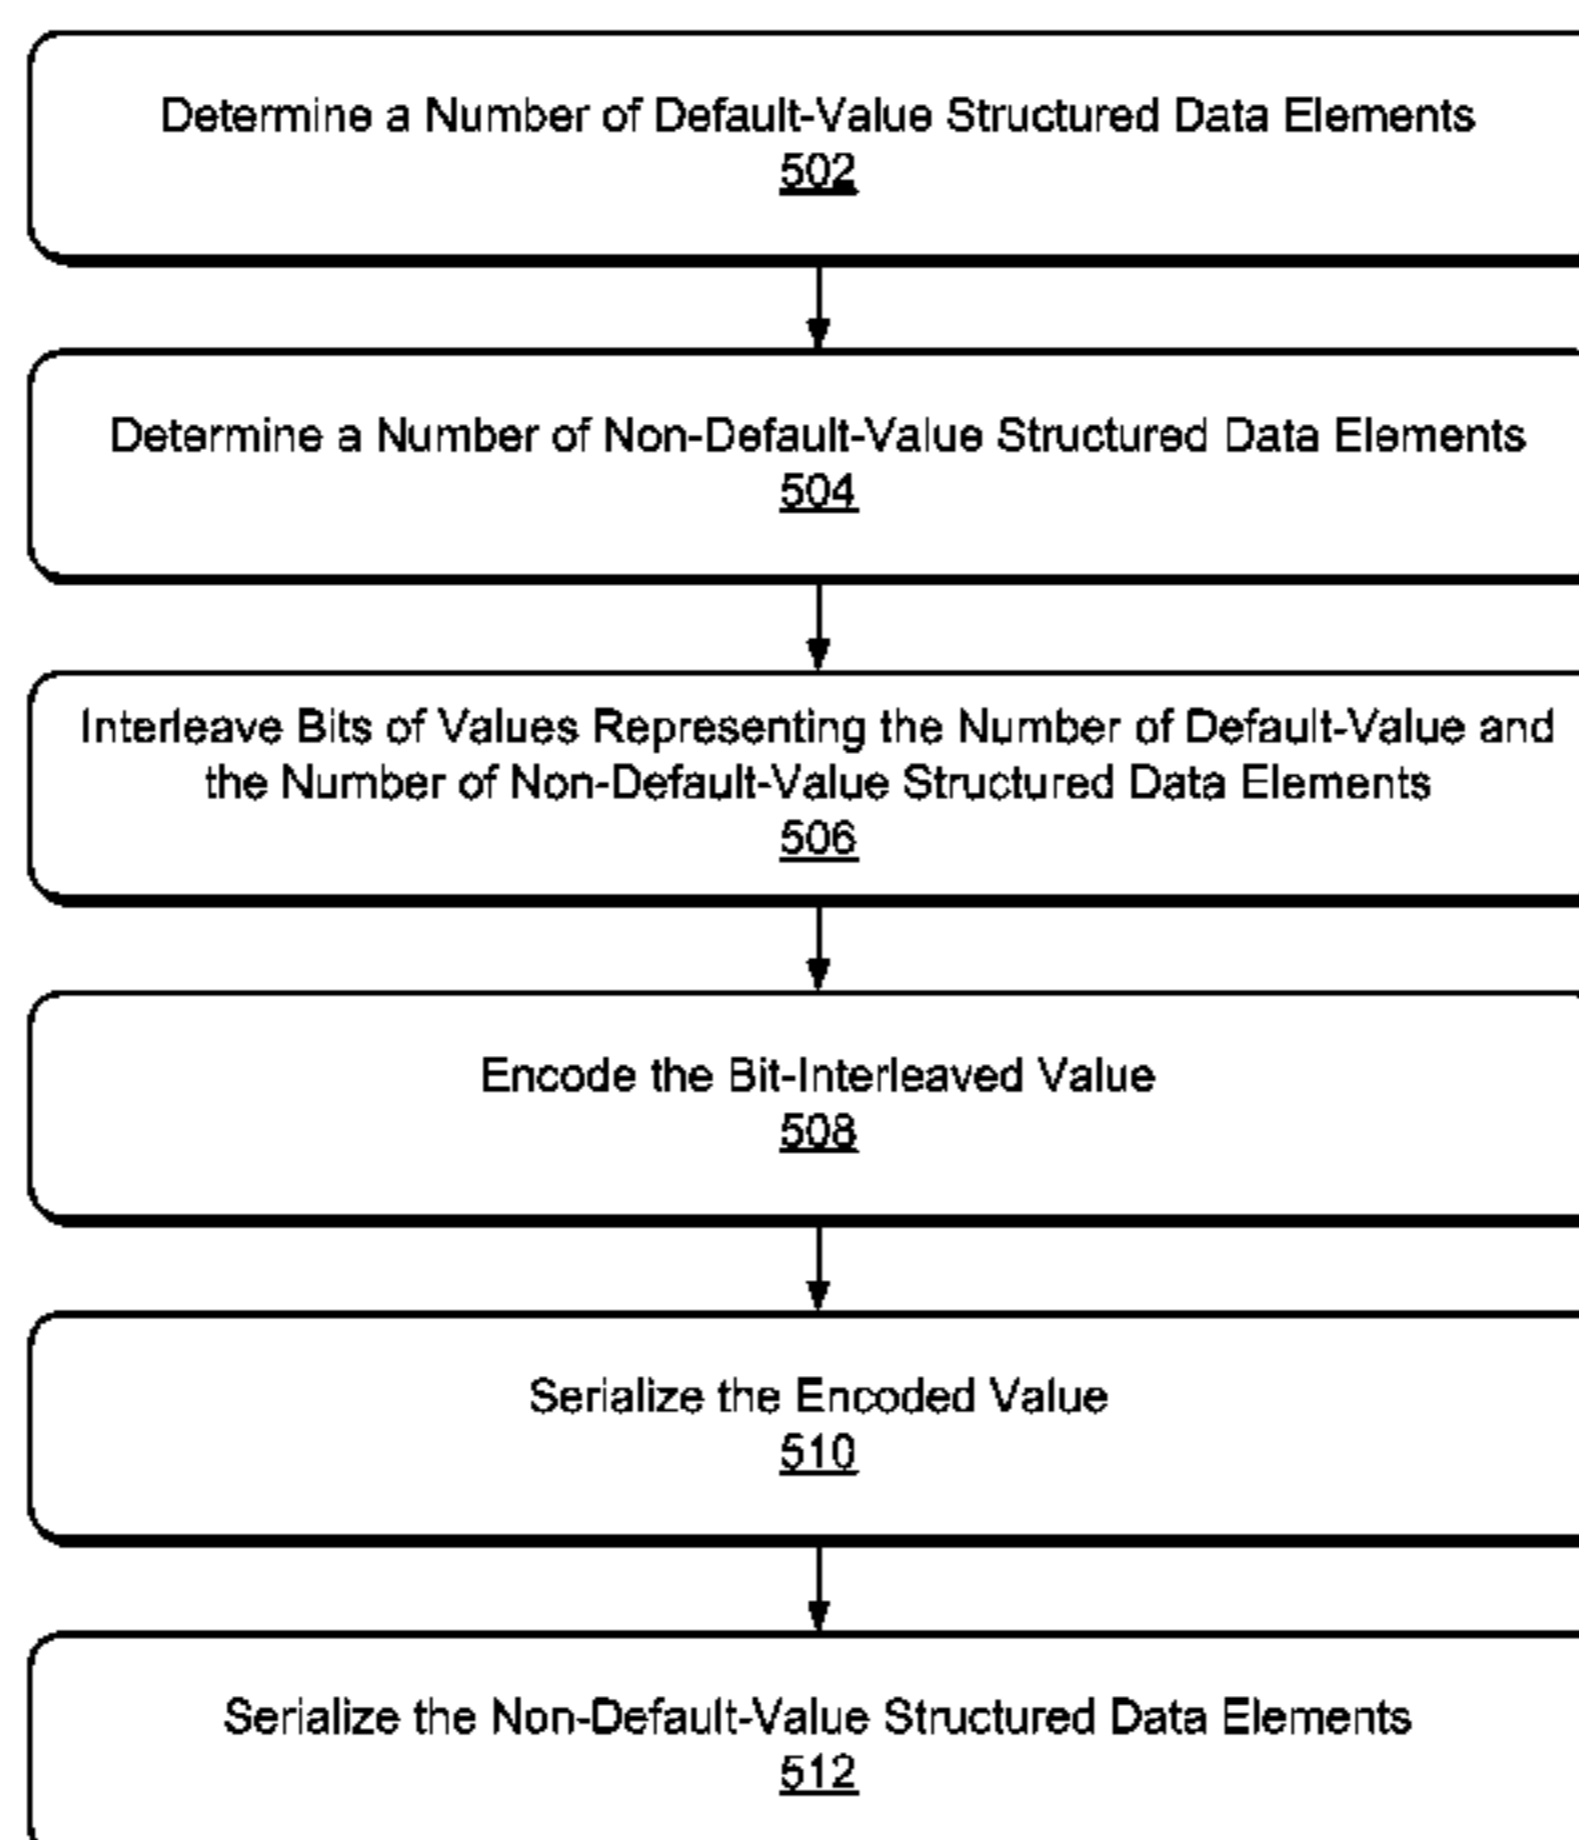 Determine a Number of Default-Value Structured Data Elements
502
Determine a Number of Non-Default-Value Structured Data Elements
504
Interleave Bits of Values Representing the Number of Default-Value and
the Number of Non-Default-Value Structured Data Elements
506
Encode the Bit-Interleaved Value
508
Serialize the Encoded Value
510
Serialize the Non-Default-Value Structured Data Elements
512